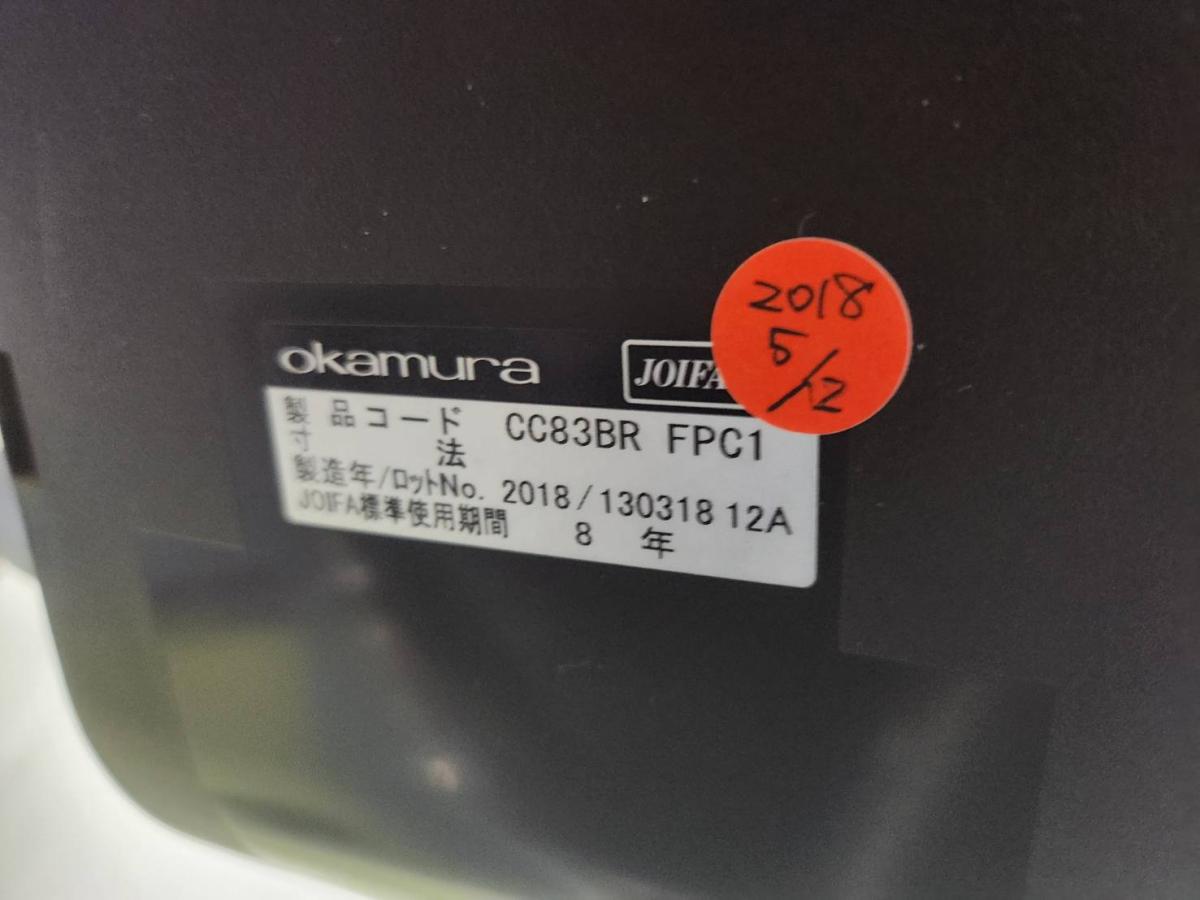 okamura
JOIFA
2018
5/2
製品コード CC83BR FPC1
寸法
製造年/ロットNo. 2018/130318 12A
JOIFA標準使用期間 8年